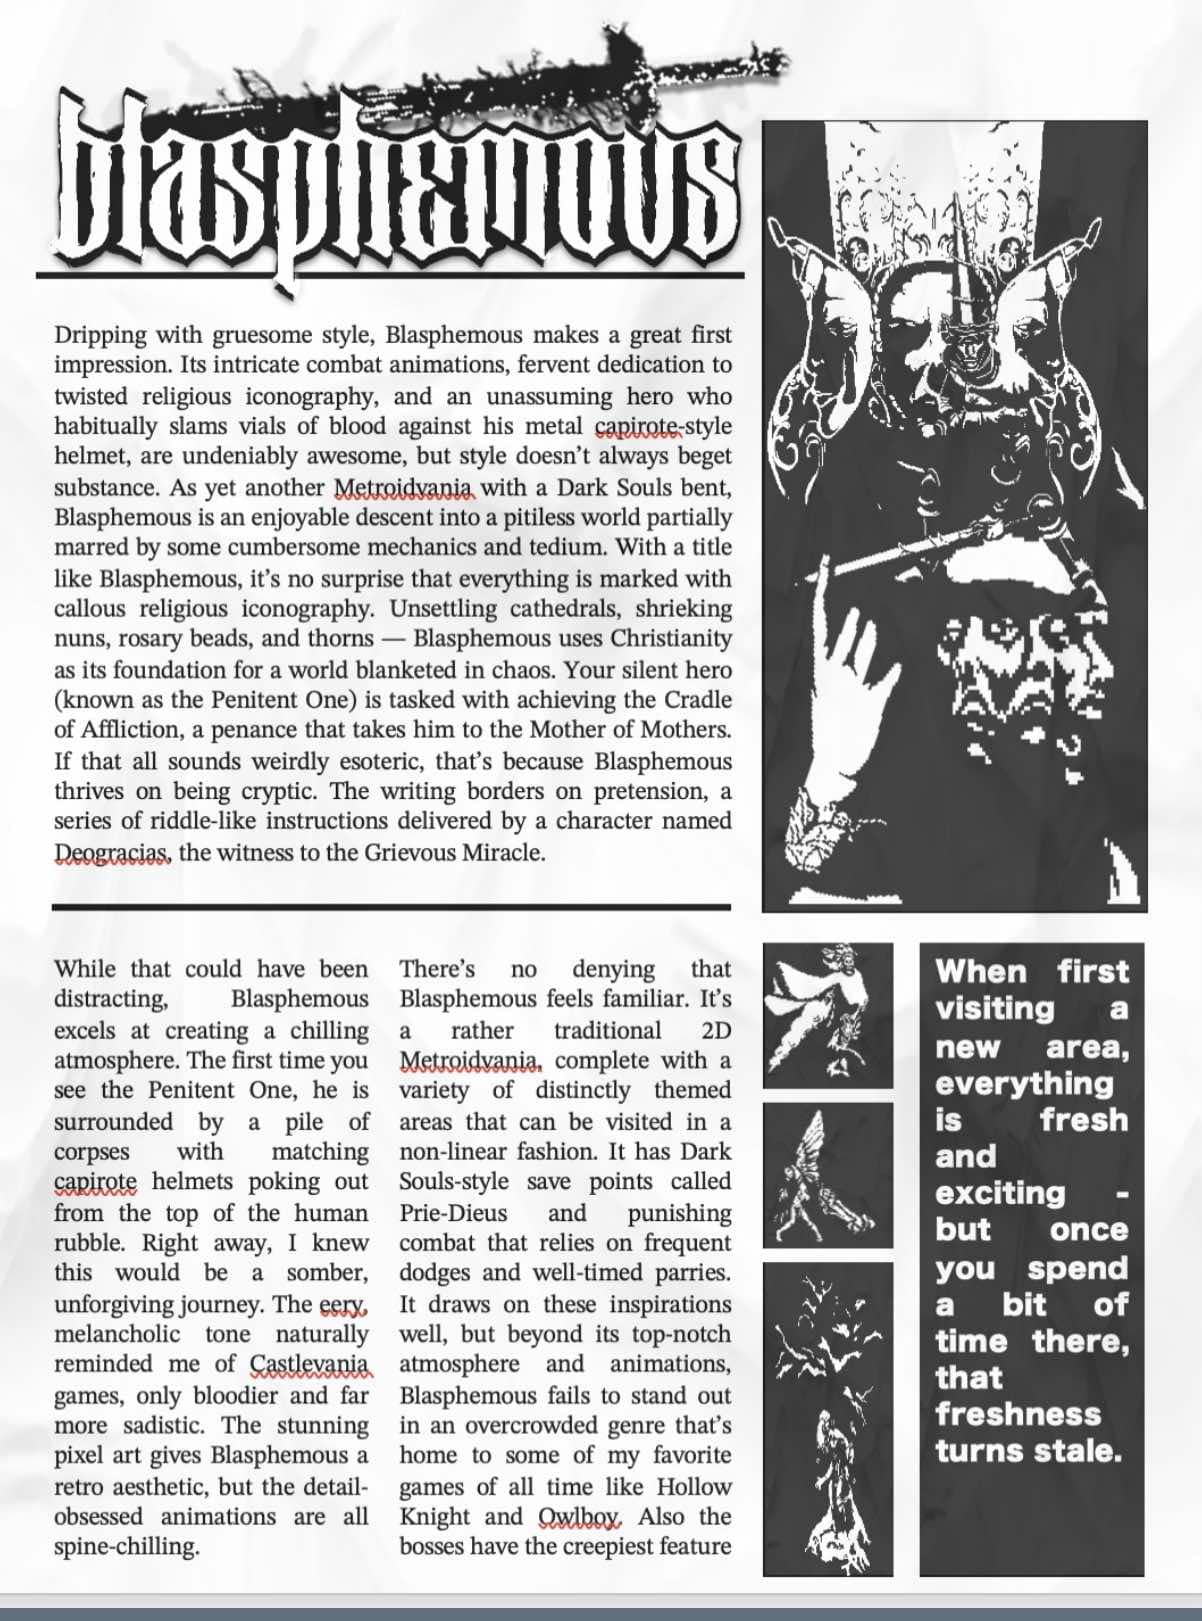 blasphemous
Dripping with gruesome style, Blasphemous makes a great first
impression. Its intricate combat animations, fervent dedication to
twisted religious iconography, and an unassuming hero who
habitually slams vials of blood against his metal capirote-style
helmet, are undeniably awesome, but style doesn’t always beget
substance. As yet another Metroidvania with a Dark Souls bent,
Blasphemous is an enjoyable descent into a pitiless world partially
marred by some cumbersome mechanics and tedium. With a title
like Blasphemous, it’s no surprise that everything is marked with
callous religious iconography. Unsettling cathedrals, shrieking
nuns, rosary beads, and thorns — Blasphemous uses Christianity
as its foundation for a world blanketed in chaos. Your silent hero
(known as the Penitent One) is tasked with achieving the Cradle
of Affliction, a penance that takes him to the Mother of Mothers.
If that all sounds weirdly esoteric, that’s because Blasphemous
thrives on being cryptic. The writing borders on pretension, a
series of riddle-like instructions delivered by a character named
Deogracias, the witness to the Grievous Miracle.
While that could have been
distracting, Blasphemous
excels at creating a chilling
atmosphere. The first time you
see the Penitent One, he is
surrounded by a pile of
corpses with matching
capirote helmets poking out
from the top of the human
rubble. Right away, I knew
this would be a somber,
unforgiving journey. The eery,
melancholic tone naturally
reminded me of Castlevania
games, only bloodier and far
more sadistic. The stunning
pixel art gives Blasphemous a
retro aesthetic, but the detail-
obsessed animations are all
spine-chilling.
There’s no denying that
Blasphemous feels familiar. It’s
a rather traditional 2D
Metroidvania, complete with a
variety of distinctly themed
areas that can be visited in a
non-linear fashion. It has Dark
Souls-style save points called
Prie-Dieus and punishing
combat that relies on frequent
dodges and well-timed parries.
It draws on these inspirations
well, but beyond its top-notch
atmosphere and animations,
Blasphemous fails to stand out
in an overcrowded genre that’s
home to some of my favorite
games of all time like Hollow
Knight and Owlboy. Also the
bosses have the creepiest feature
When first
visiting a
new area,
everything
is fresh
and
exciting -
but once
you spend
a bit of
time there,
that
freshness
turns stale.